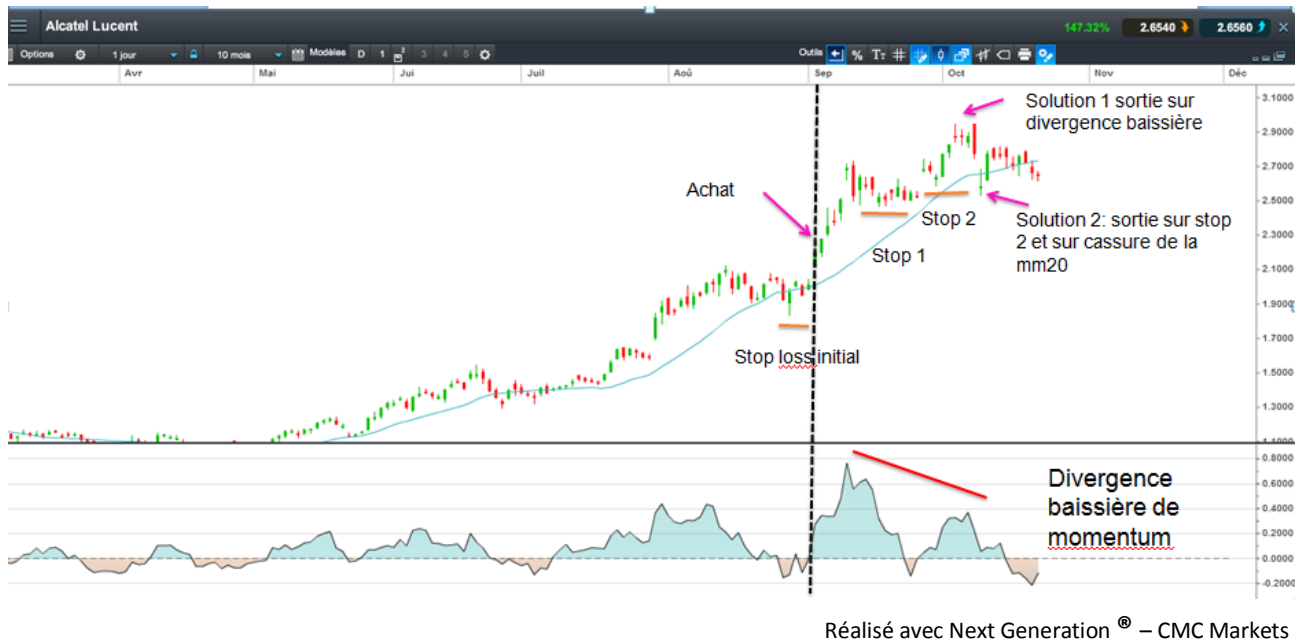 Alcatel Lucent
147.32%
2.6540
2.6560
Options
1 jour
10 mois
Modèles D 1 2 3 4 5
Outils
%
Avr Mai Jui Juil Aoû Sep Oct Nov Déc
3.1000
2.9000
2.7000
2.5000
2.3000
2.1000
1.9000
1.7000
1.5000
1.3000
1.1000
Solution 1 sortie sur
divergence baissière
Achat
Stop 2
Stop 1
Solution 2: sortie sur stop
2 et sur cassure de la
mm20
Stop loss initial
0.8000
0.6000
0.4000
0.2000
0.0000
-0.2000
Divergence
baissière de
momentum
Réalisé avec Next Generation ® – CMC Markets